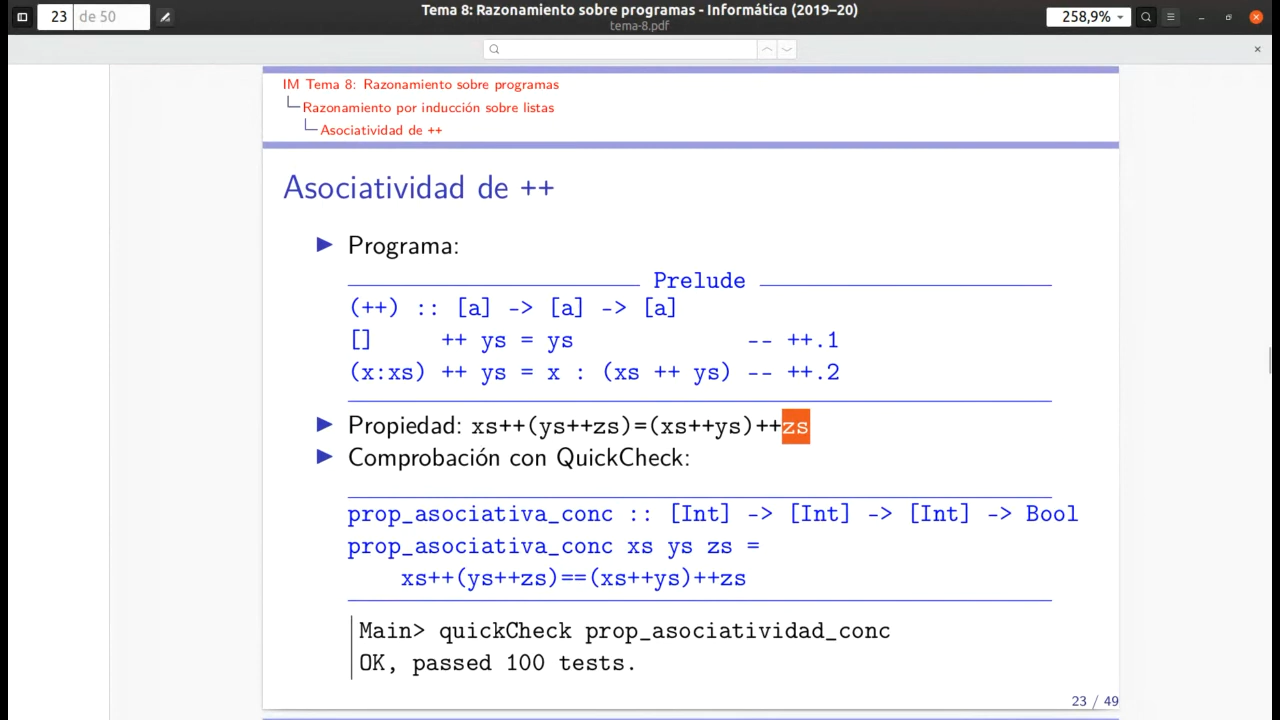 Tema 8: Razonamiento sobre programas - Informática (2019–20)
tema-8.pdf
23 de 50
258,9%
IM Tema 8: Razonamiento sobre programas
Razonamiento por inducción sobre listas
Asociatividad de ++
Asociatividad de ++
Programa:
Prelude
(++) :: [a] -> [a] -> [a]
[] ++ ys = ys -- ++.1
(x:xs) ++ ys = x : (xs ++ ys) -- ++.2
Propiedad: xs++(ys++zs)=(xs++ys)++zs
Comprobación con QuickCheck:
prop_asociativa_conc :: [Int] -> [Int] -> [Int] -> Bool
prop_asociativa_conc xs ys zs =
xs++(ys++zs)==(xs++ys)++zs
Main> quickCheck prop_asociatividad_conc
OK, passed 100 tests.
23 / 49